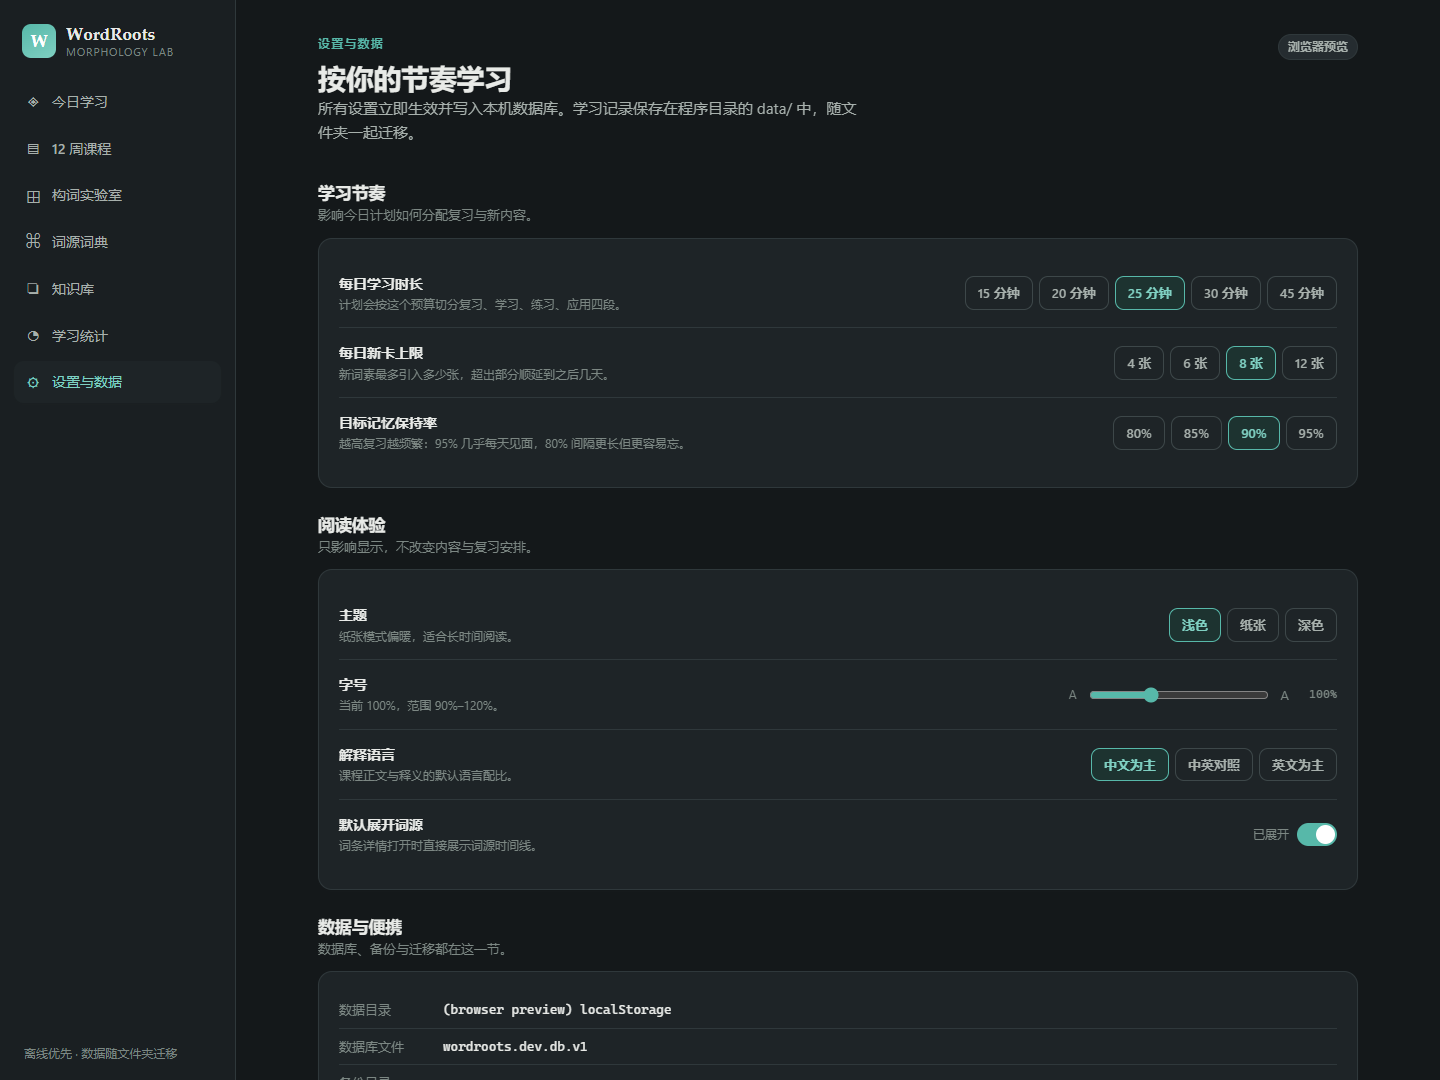 W
WordRoots
MORPHOLOGY LAB
今日学习
12 周课程
构词实验室
词源词典
知识库
学习统计
设置与数据
离线优先 · 数据随文件夹迁移
设置与数据
浏览器预览
按你的节奏学习
所有设置立即生效并写入本机数据库。学习记录保存在程序目录的 data/ 中，随文
件夹一起迁移。
学习节奏
影响今日计划如何分配复习与新内容。
每日学习时长
计划会按这个预算切分复习、学习、练习、应用四段。
15 分钟 20 分钟 25 分钟 30 分钟 45 分钟
每日新卡上限
新词素最多引入多少张，超出部分顺延到之后几天。
4 张 6 张 8 张 12 张
目标记忆保持率
越高复习越频繁：95% 几乎每天见面，80% 间隔更长但更容易忘。
80% 85% 90% 95%
阅读体验
只影响显示，不改变内容与复习安排。
主题
纸张模式偏暖，适合长时间阅读。
浅色 纸张 深色
字号
当前 100%，范围 90%–120%。
A A 100%
解释语言
课程正文与释义的默认语言配比。
中文为主 中英对照 英文为主
默认展开词源
词条详情打开时直接展示词源时间线。
已展开
数据与便携
数据库、备份与迁移都在这一节。
数据目录 (browser preview) localStorage
数据库文件 wordroots.dev.db.v1